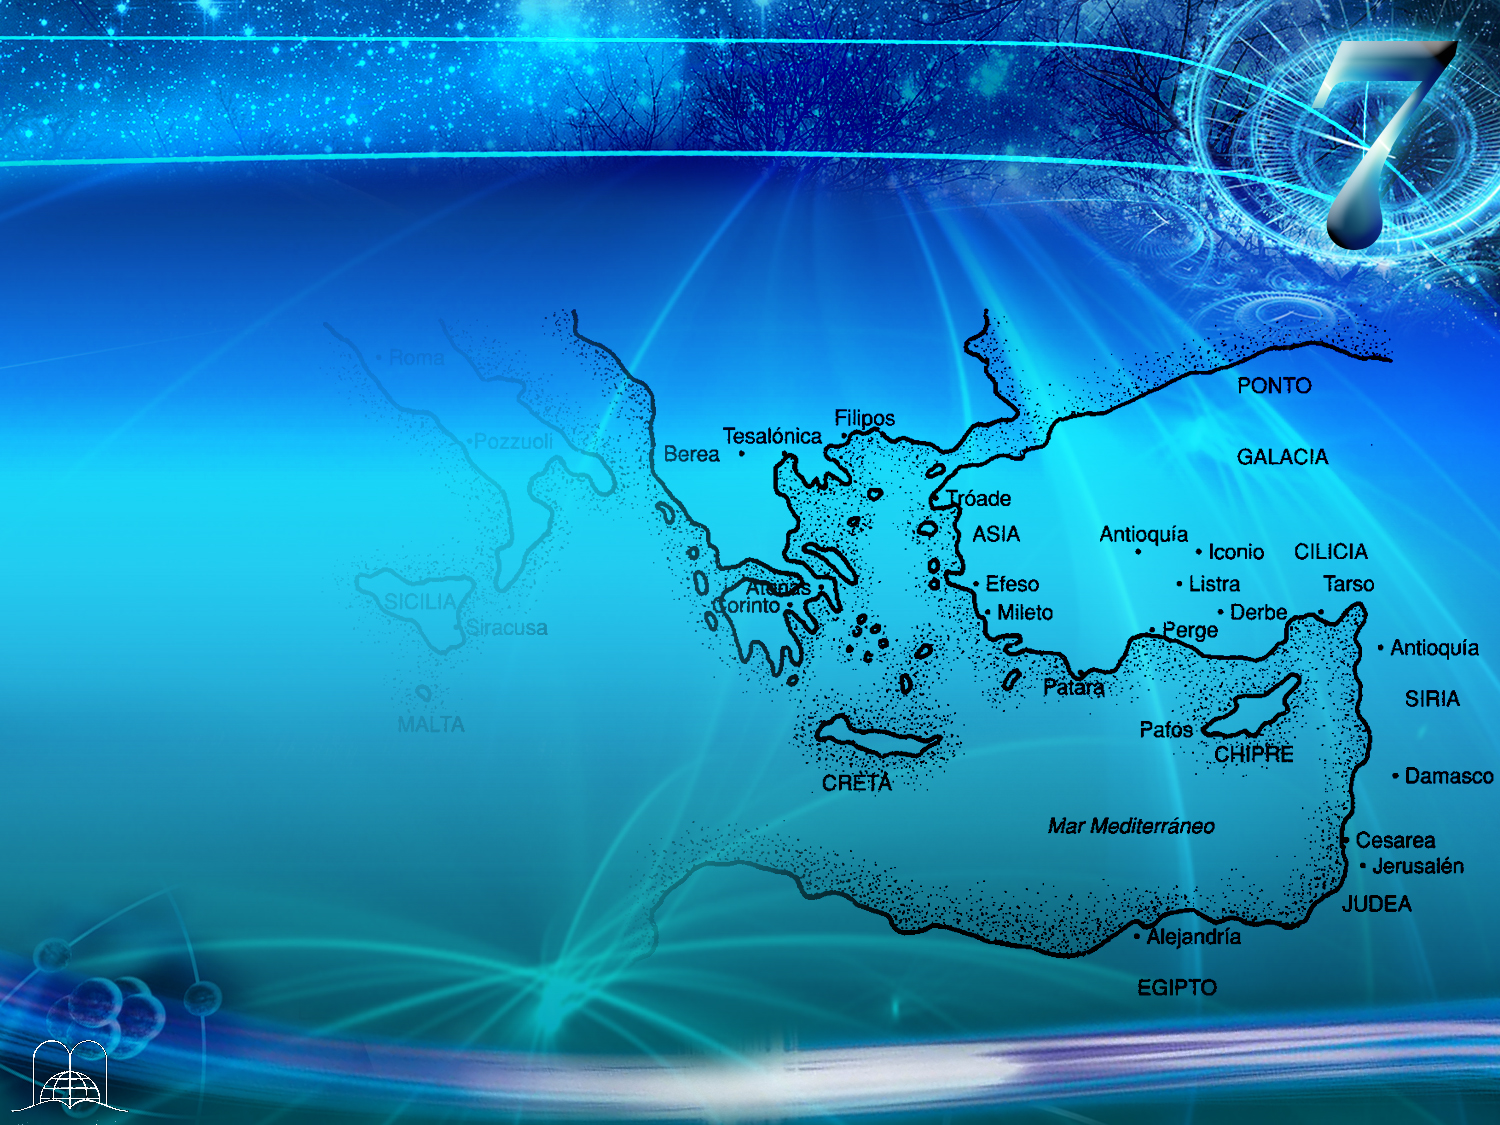 7
Roma
PONTO
Filipos
Tesalónica
Pozzuoli
Berea
GALACIA
Tróade
ASIA
Antioquía
Iconio
CILICIA
Efeso
Listra
Tarso
Atenas
SICILIA
Corinto
Mileto
Derbe
Siracusa
Perge
Antioquía
Patara
SIRIA
MALTA
Pafos
CHIPRE
Damasco
CRETA
Mar Mediterráneo
Cesarea
Jerusalén
JUDEA
Alejandría
EGIPTO